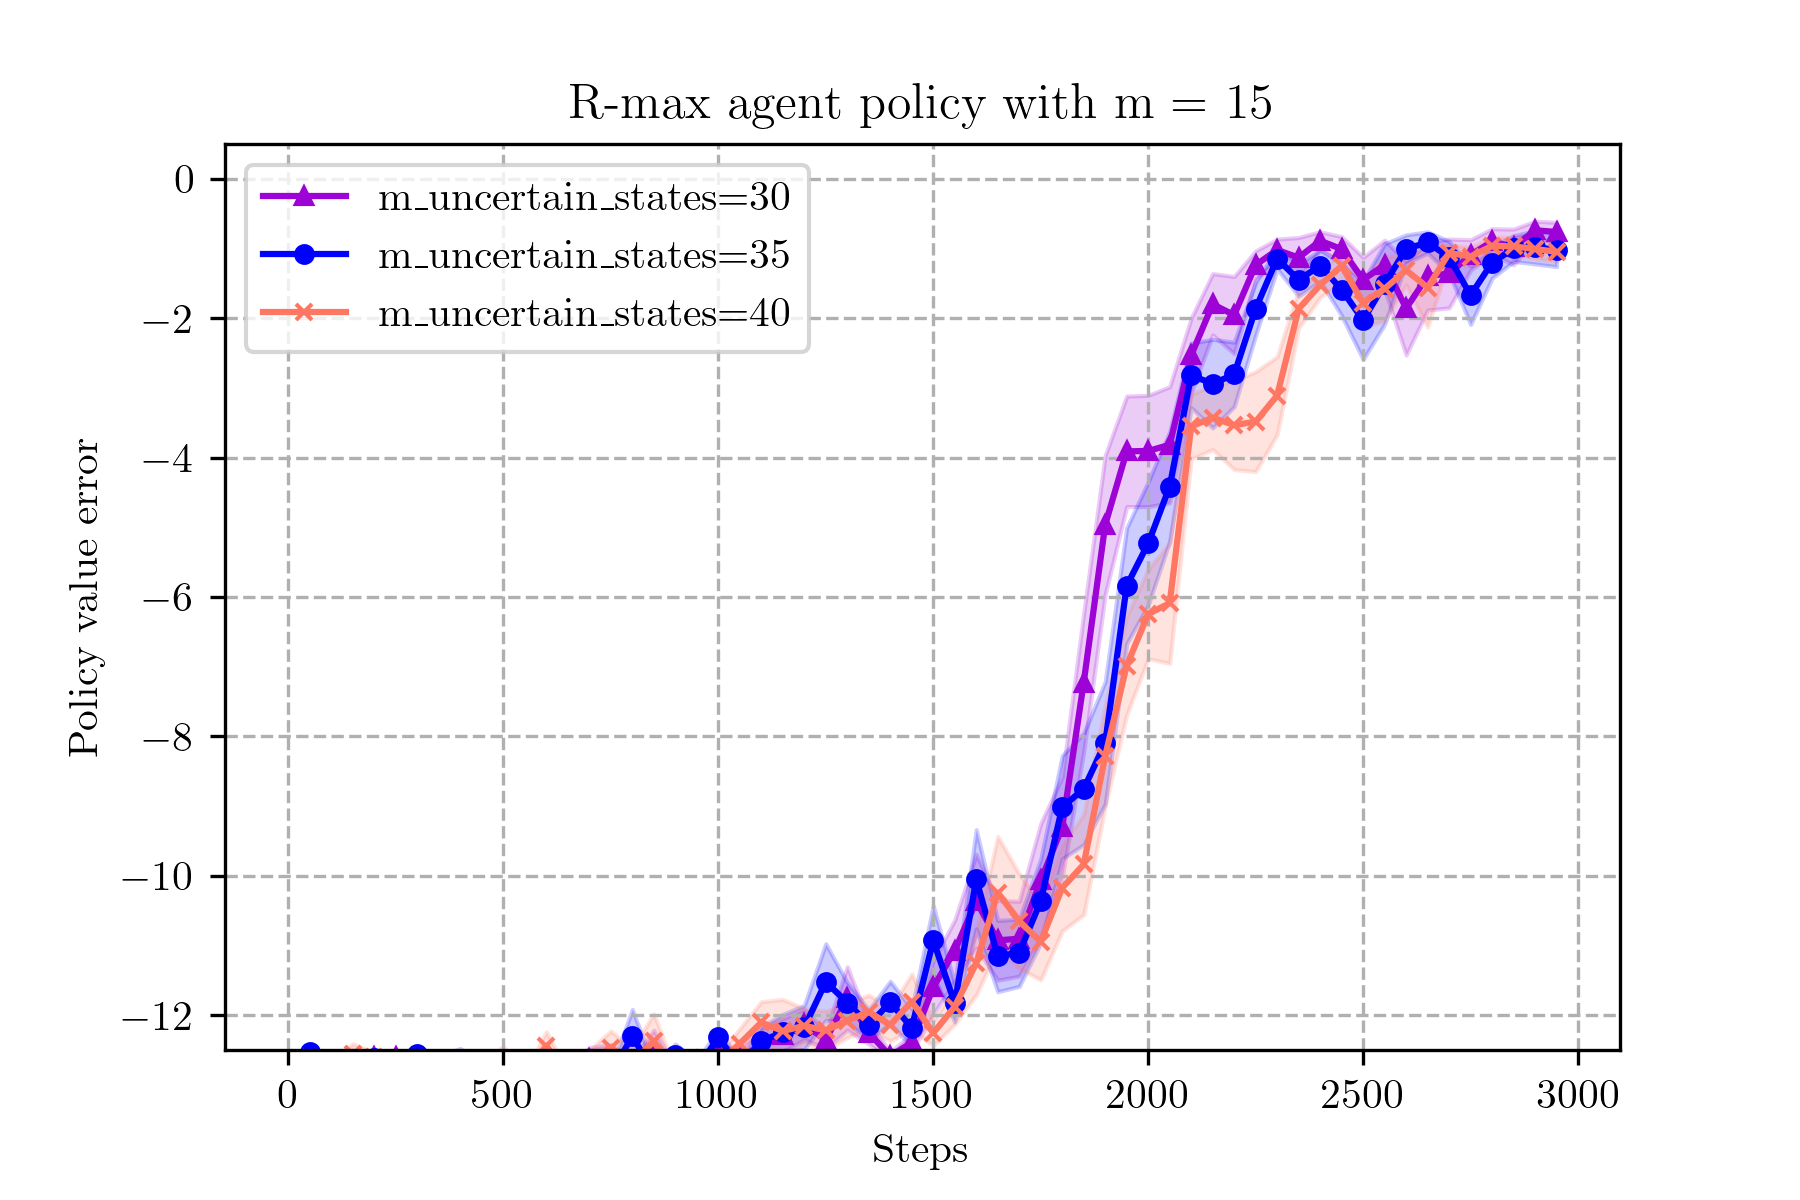 R-max agent policy with m = 15
m_uncertain_states=30
m_uncertain_states=35
m_uncertain_states=40
Policy value error
0
−2
−4
−6
−8
−10
−12
0 500 1000 1500 2000 2500 3000
Steps